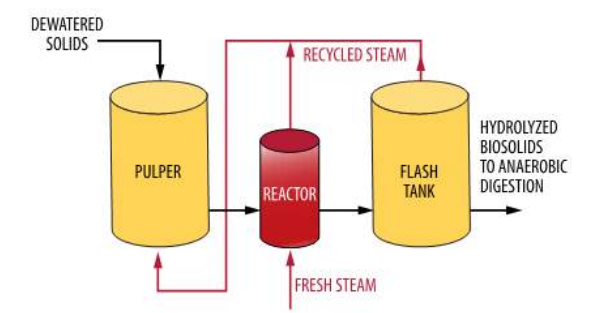 DEWATERED
SOLIDS
RECYCLED STEAM
PULPER
REACTOR
FLASH
TANK
HYDROLYZED
BIOSOLIDS
TO ANAEROBIC
DIGESTION
FRESH STEAM